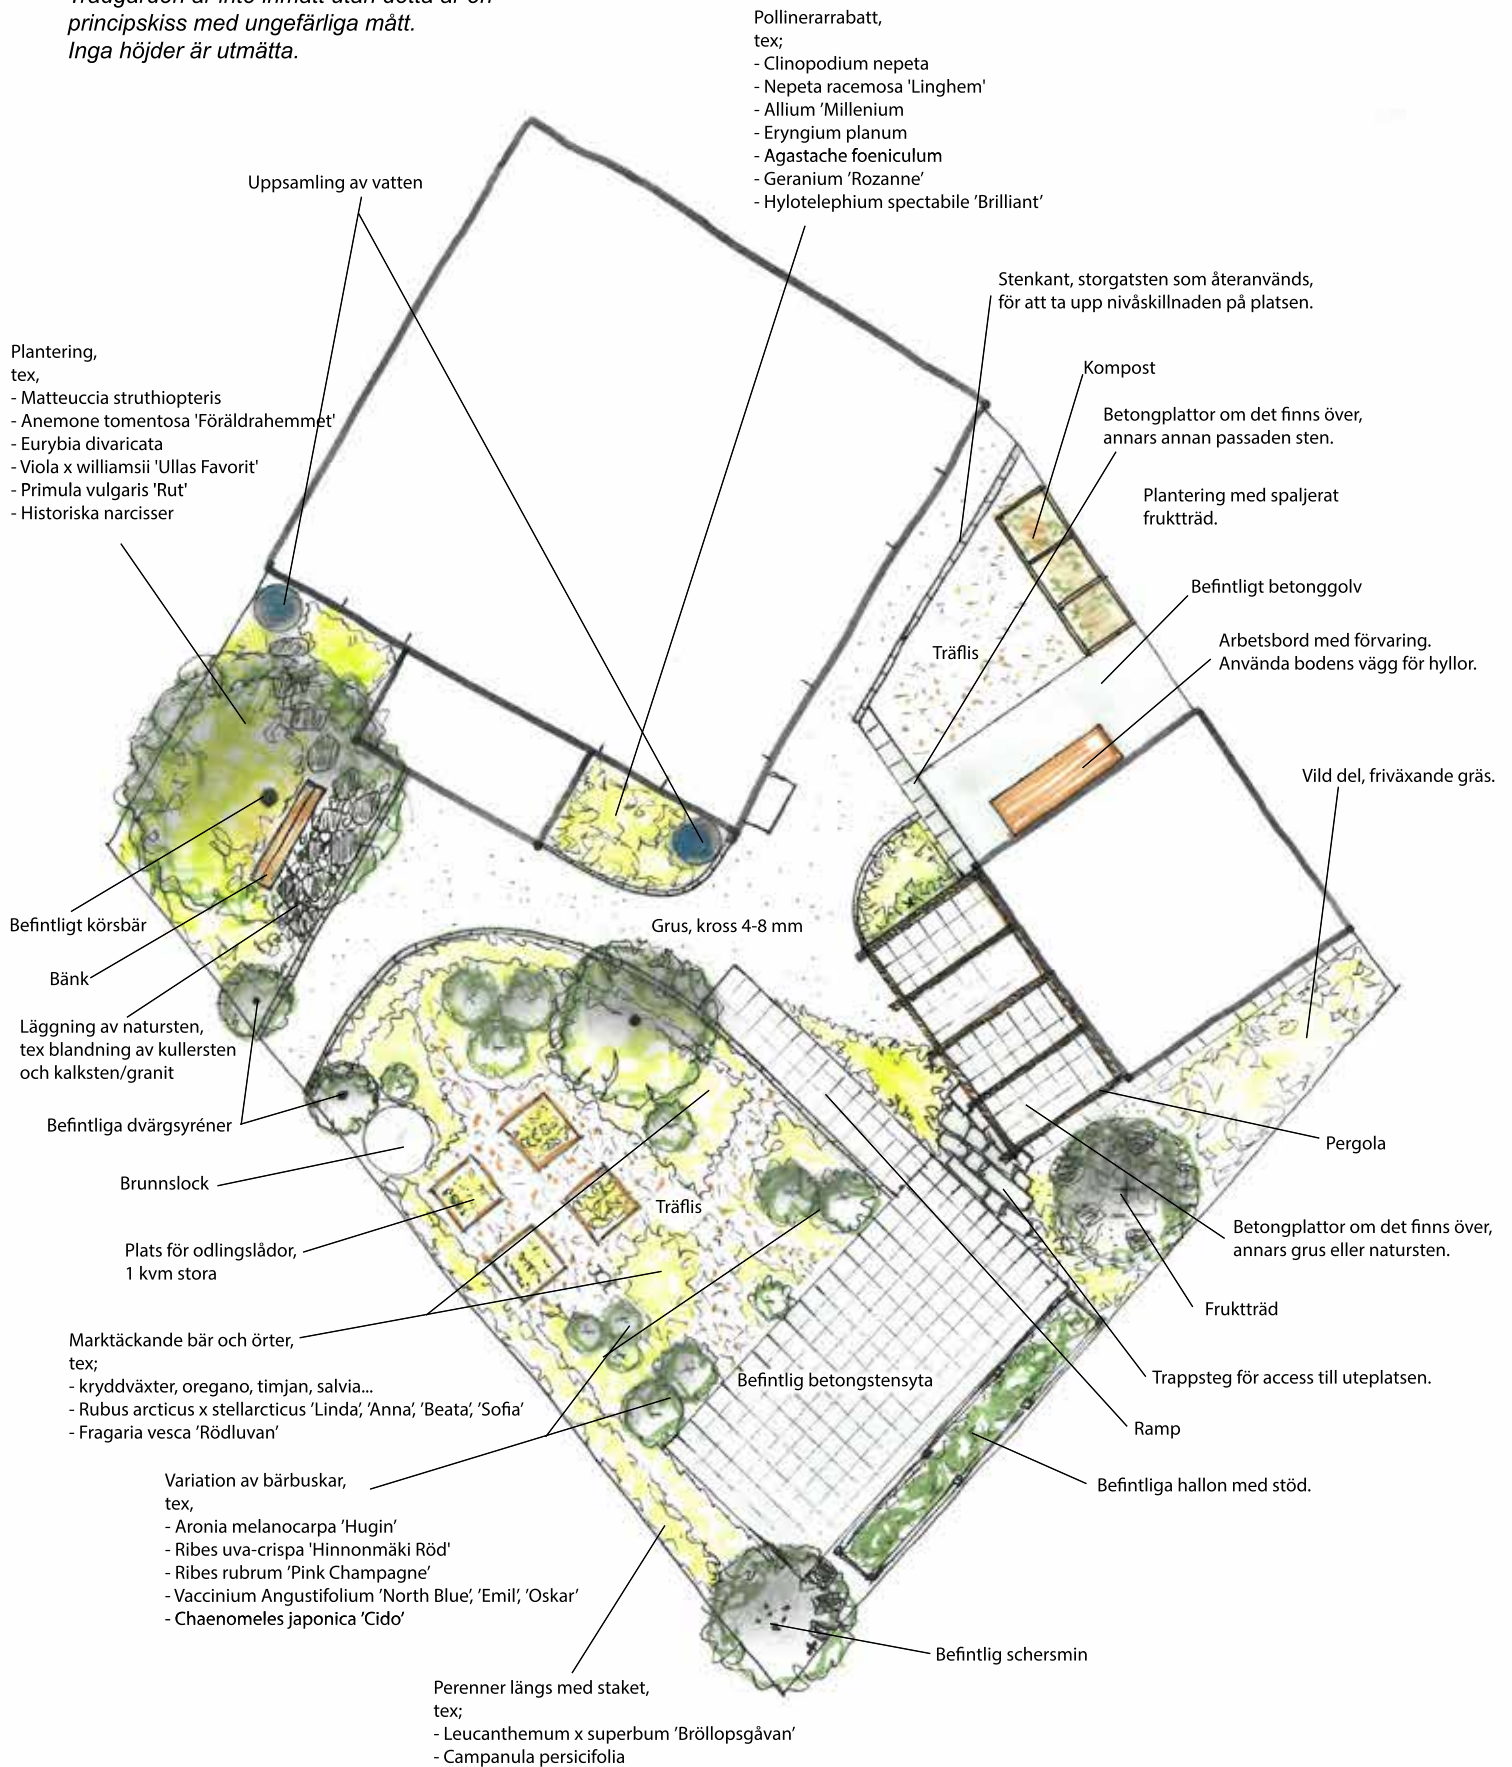 principskiss med ungefärliga mått.
Inga höjder är utmätta.
Pollinerarrabatt,
tex;
- Clinopodium nepeta
- Nepeta racemosa 'Linghem'
- Allium ’Millenium
- Eryngium planum
- Agastache foeniculum
- Geranium ’Rozanne’
- Hylotelephium spectabile ’Brilliant’
Uppsamling av vatten
Stenkant, storgatsten som återanvänds,
för att ta upp nivåskillnaden på platsen.
Plantering,
tex,
- Matteuccia struthiopteris
- Anemone tomentosa 'Föräldrahemmet'
- Eurybia divaricata
- Viola x williamsii 'Ullas Favorit'
- Primula vulgaris 'Rut'
- Historiska narcisser
Kompost
Betongplattor om det finns över,
annars annan passaden sten.
Plantering med spaljerat
fruktträd.
Befintligt betonggolv
Arbetsbord med förvaring.
Använda bodens vägg för hyllor.
Träflis
Vild del, friväxande gräs.
Befintligt körsbär
Grus, kross 4-8 mm
Bänk
Läggning av natursten,
tex blandning av kullersten
och kalksten/granit
Befintliga dvärgsyréner
Pergola
Brunnslock
Träflis
Plats för odlingslådor,
1 kvm stora
Betongplattor om det finns över,
annars grus eller natursten.
Fruktträd
Marktäckande bär och örter,
tex;
- kryddväxter, oregano, timjan, salvia...
- Rubus arcticus x stellarcticus ’Linda’, ’Anna’, ’Beata’, ’Sofia’
- Fragaria vesca ’Rödluvan’
Befintlig betongstensyta
Trappsteg för access till uteplatsen.
Ramp
Befintliga hallon med stöd.
Variation av bärbuskar,
tex,
- Aronia melanocarpa ’Hugin’
- Ribes uva-crispa 'Hinnonmäki Röd'
- Ribes rubrum ’Pink Champagne’
- Vaccinium Angustifolium ’North Blue’, ’Emil’, ’Oskar’
- Chaenomeles japonica ’Cido’
Befintlig schersmin
Perenner längs med staket,
tex;
- Leucanthemum x superbum ’Bröllopsgåvan’
- Campanula persicifolia